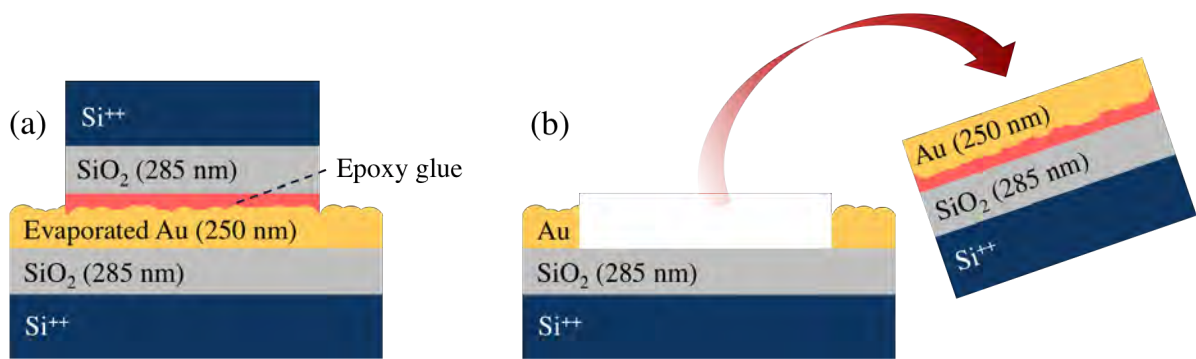 (a)
Si⁺⁺
SiO₂ (285 nm)
Epoxy glue
Evaporated Au (250 nm)
SiO₂ (285 nm)
Si⁺⁺
(b)
Au
SiO₂ (285 nm)
Si⁺⁺
Au (250 nm)
SiO₂ (285 nm)
Si⁺⁺